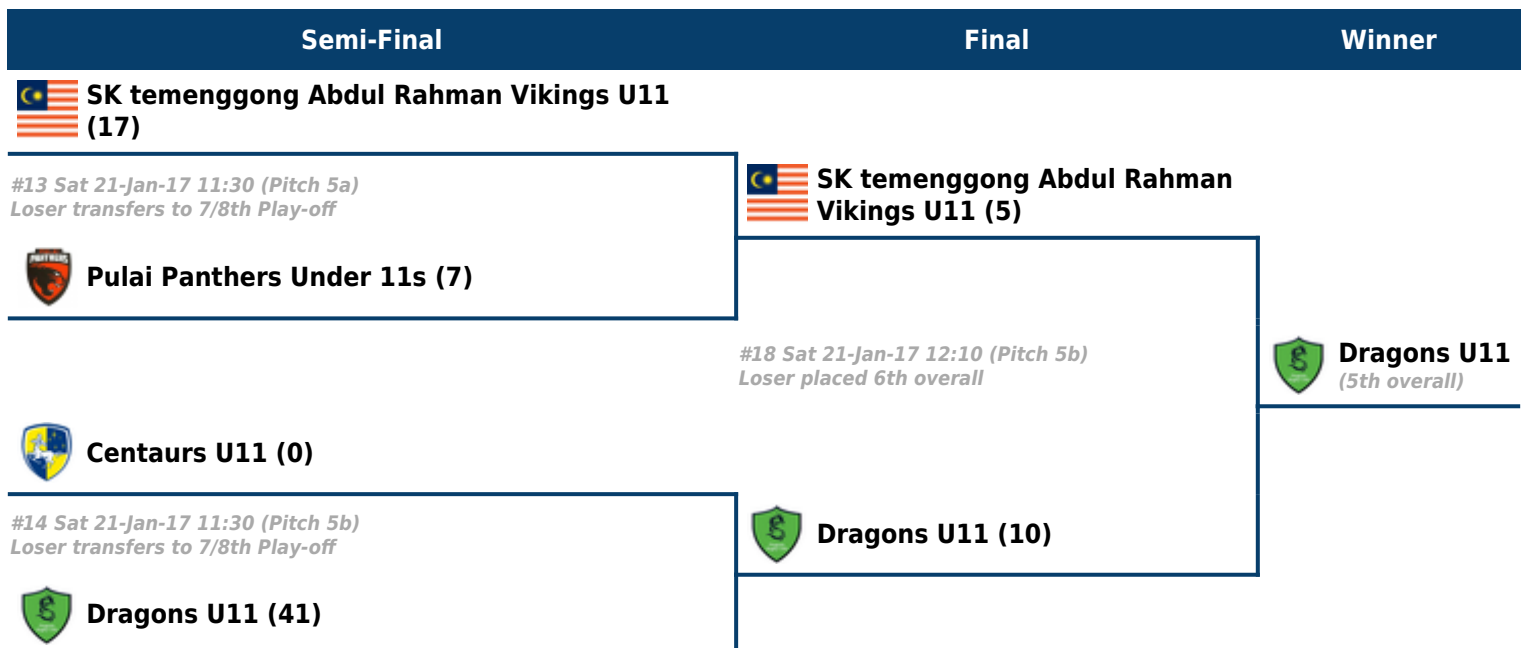 Semi-Final
Final
Winner
SK temenggong Abdul Rahman Vikings U11
(17)
#13 Sat 21-Jan-17 11:30 (Pitch 5a)
Loser transfers to 7/8th Play-off
SK temenggong Abdul Rahman
Vikings U11 (5)
PANTHERS
Pulai Panthers Under 11s (7)
#18 Sat 21-Jan-17 12:10 (Pitch 5b)
Loser placed 6th overall
Dragons U11
(5th overall)
Centaurs U11 (0)
#14 Sat 21-Jan-17 11:30 (Pitch 5b)
Loser transfers to 7/8th Play-off
Dragons U11 (10)
Dragons U11 (41)